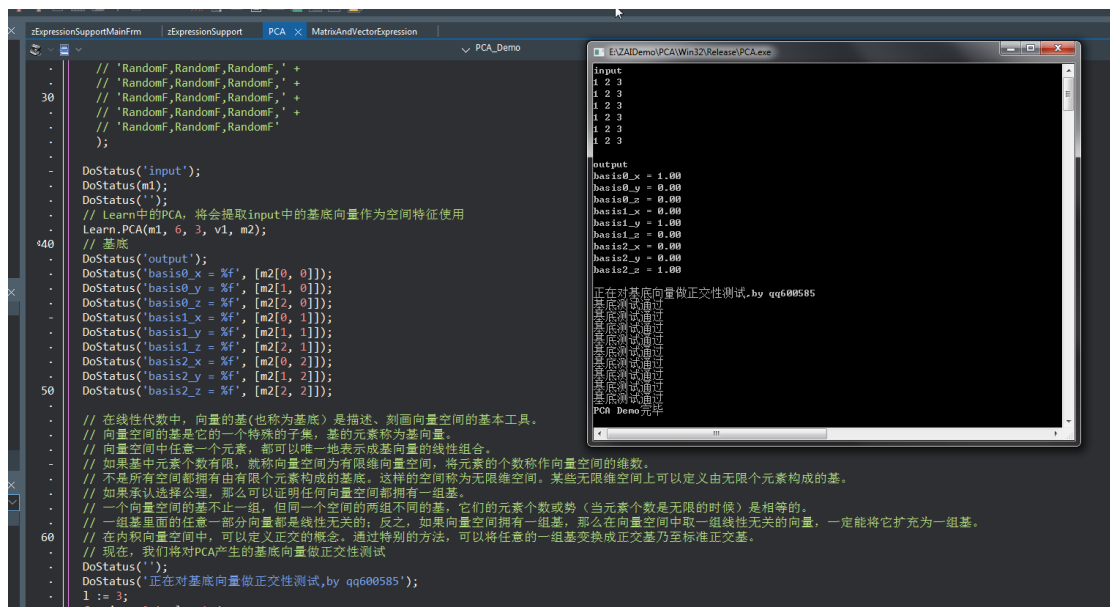 zExpressionSupportMainFrm zExpressionSupport PCA MatrixAndVectorExpression
PCA_Demo
// 'RandomF,RandomF,RandomF,' +
// 'RandomF,RandomF,RandomF,' +
30 // 'RandomF,RandomF,RandomF,' +
// 'RandomF,RandomF,RandomF,' +
// 'RandomF,RandomF,RandomF'
);
DoStatus('input');
DoStatus(m1);
DoStatus('');
// Learn中的PCA，将会提取input中的基底向量作为空间特征使用
Learn.PCA(m1, 6, 3, v1, m2);
40 // 基底
DoStatus('output');
DoStatus('basis0_x = %f', [m2[0, 0]]);
DoStatus('basis0_y = %f', [m2[1, 0]]);
DoStatus('basis0_z = %f', [m2[2, 0]]);
DoStatus('basis1_x = %f', [m2[0, 1]]);
DoStatus('basis1_y = %f', [m2[1, 1]]);
DoStatus('basis1_z = %f', [m2[2, 1]]);
DoStatus('basis2_x = %f', [m2[0, 2]]);
DoStatus('basis2_y = %f', [m2[1, 2]]);
50 DoStatus('basis2_z = %f', [m2[2, 2]]);
// 在线性代数中，向量的基(也称为基底）是描述、刻画向量空间的基本工具。
// 向量空间的基是它的一个特殊的子集，基的元素称为基向量。
// 向量空间中任意一个元素，都可以唯一地表示成基向量的线性组合。
// 如果基中元素个数有限，就称向量空间为有限维向量空间，将元素的个数称作向量空间的维数。
// 不是所有空间都拥有由有限个元素构成的基底。这样的空间称为无限维空间。某些无限维空间上可以定义由无限个元素构成的基。
// 如果承认选择公理，那么可以证明任何向量空间都拥有一组基。
// 一个向量空间的基不止一组，但同一个空间的两组不同的基，它们的元素个数或势（当元素个数是无限的时候）是相等的。
// 一组基里面的任意一部分向量都是线性无关的；反之，如果向量空间拥有一组基，那么在向量空间中取一组线性无关的向量，一定能将它扩充为一组基。
60 // 在内积向量空间中，可以定义正交的概念。通过特别的方法，可以将任意的一组基变换成正交基乃至标准正交基。
// 现在，我们将对PCA产生的基底向量做正交性测试
DoStatus('');
DoStatus('正在对基底向量做正交性测试,by qq600585');
l := 3;
E:\ZAIDemo\PCA\Win32\Release\PCA.exe
input
1 2 3
1 2 3
1 2 3
1 2 3
1 2 3
1 2 3
output
basis0_x = 1.00
basis0_y = 0.00
basis0_z = 0.00
basis1_x = 0.00
basis1_y = 1.00
basis1_z = 0.00
basis2_x = 0.00
basis2_y = 0.00
basis2_z = 1.00
正在对基底向量做正交性测试,by qq600585
基底测试通过
基底测试通过
基底测试通过
基底测试通过
基底测试通过
基底测试通过
基底测试通过
基底测试通过
基底测试通过
PCA Demo完毕